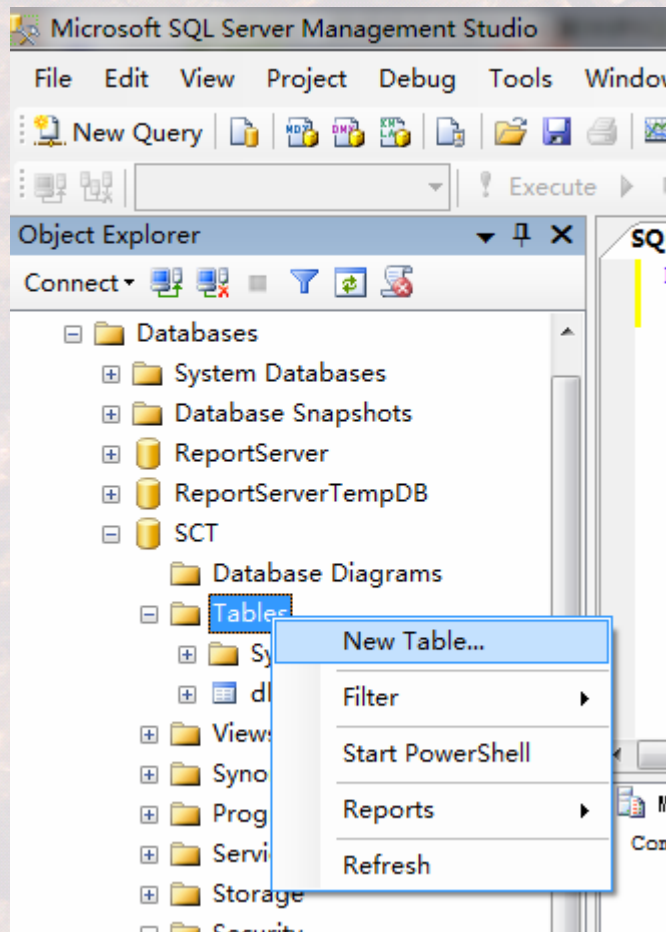 Microsoft SQL Server Management Studio
File Edit View Project Debug Tools
New Query
Execute
Object Explorer
Connect
Databases
System Databases
Database Snapshots
ReportServer
ReportServerTempDB
SCT
Database Diagrams
Tables
New Table...
Filter
Start PowerShell
Reports
Refresh
Storage